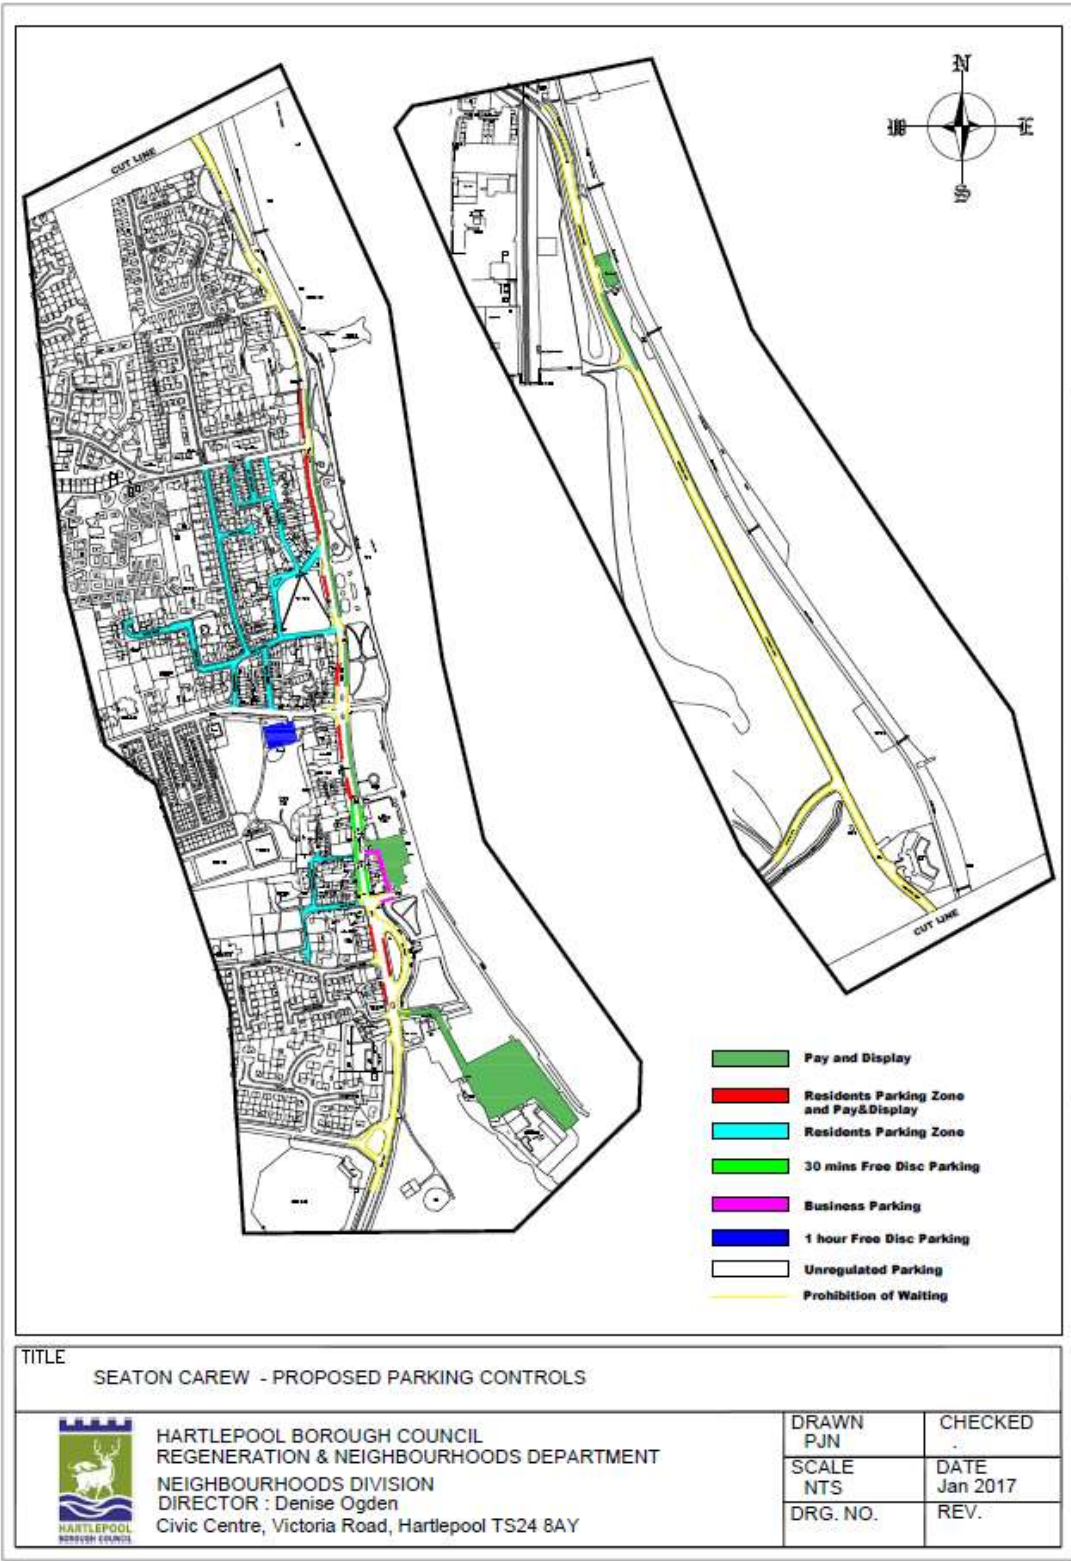 N
W
E
S
CUT LINE
CUT LINE
Pay and Display
Residents Parking Zone
and Pay&Display
Residents Parking Zone
30 mins Free Disc Parking
Business Parking
1 hour Free Disc Parking
Unregulated Parking
Prohibition of Waiting
TITLE
SEATON CAREW - PROPOSED PARKING CONTROLS
HARTLEPOOL BOROUGH COUNCIL
REGENERATION & NEIGHBOURHOODS DEPARTMENT
NEIGHBOURHOODS DIVISION
DIRECTOR : Denise Ogden
Civic Centre, Victoria Road, Hartlepool TS24 8AY
HARTLEPOOL
BOROUGH COUNCIL
DRAWN
PJN
CHECKED
.
SCALE
NTS
DATE
Jan 2017
DRG. NO.
REV.